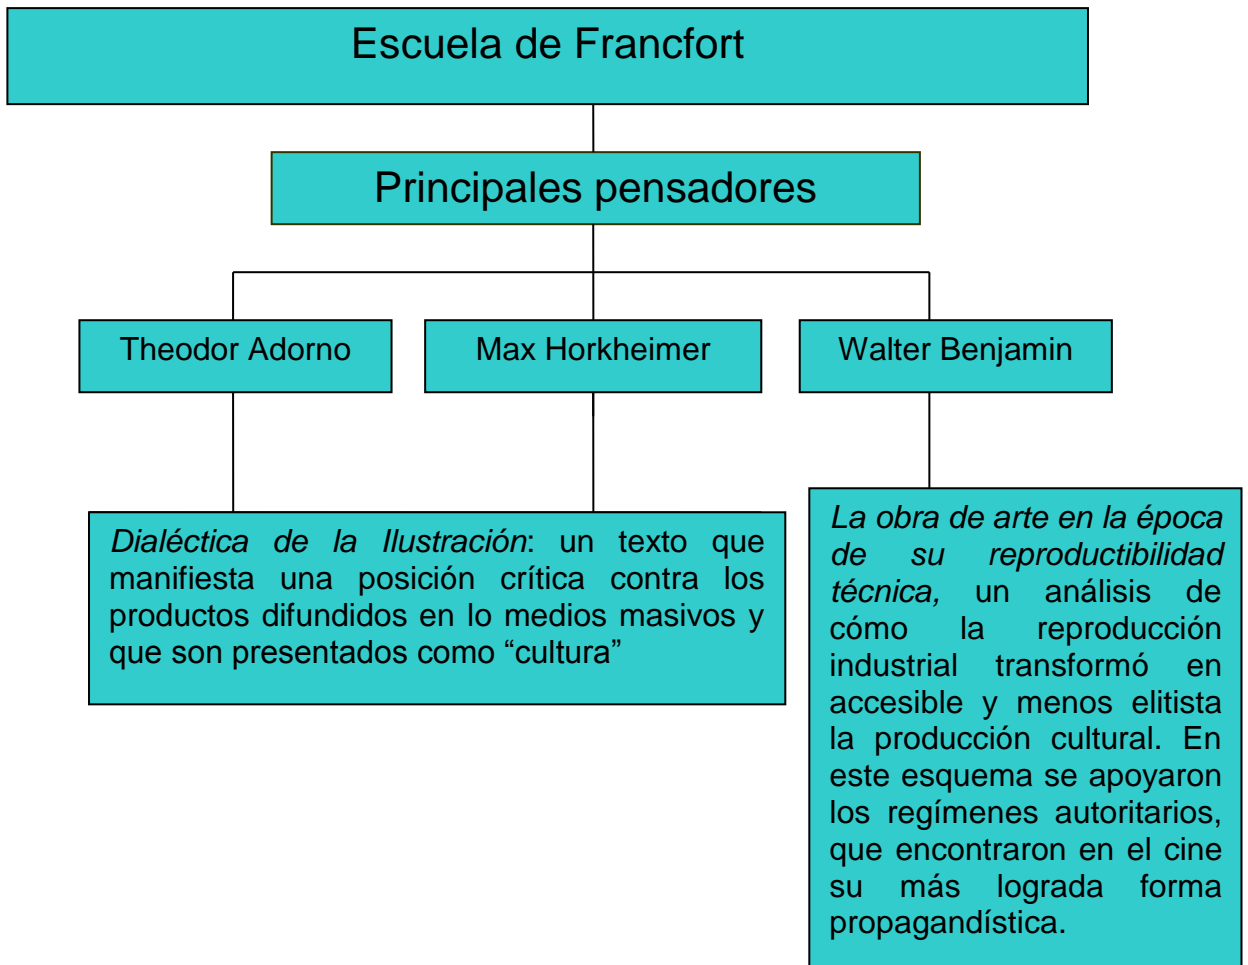 Escuela de Francfort
Principales pensadores
Theodor Adorno
Max Horkheimer
Walter Benjamin
Dialéctica de la Ilustración: un texto que
manifiesta una posición crítica contra los
productos difundidos en lo medios masivos y
que son presentados como “cultura”
La obra de arte en la época
de su reproductibilidad
técnica, un análisis de
cómo la reproducción
industrial transformó en
accesible y menos elitista
la producción cultural. En
este esquema se apoyaron
los regímenes autoritarios,
que encontraron en el cine
su más lograda forma
propagandística.